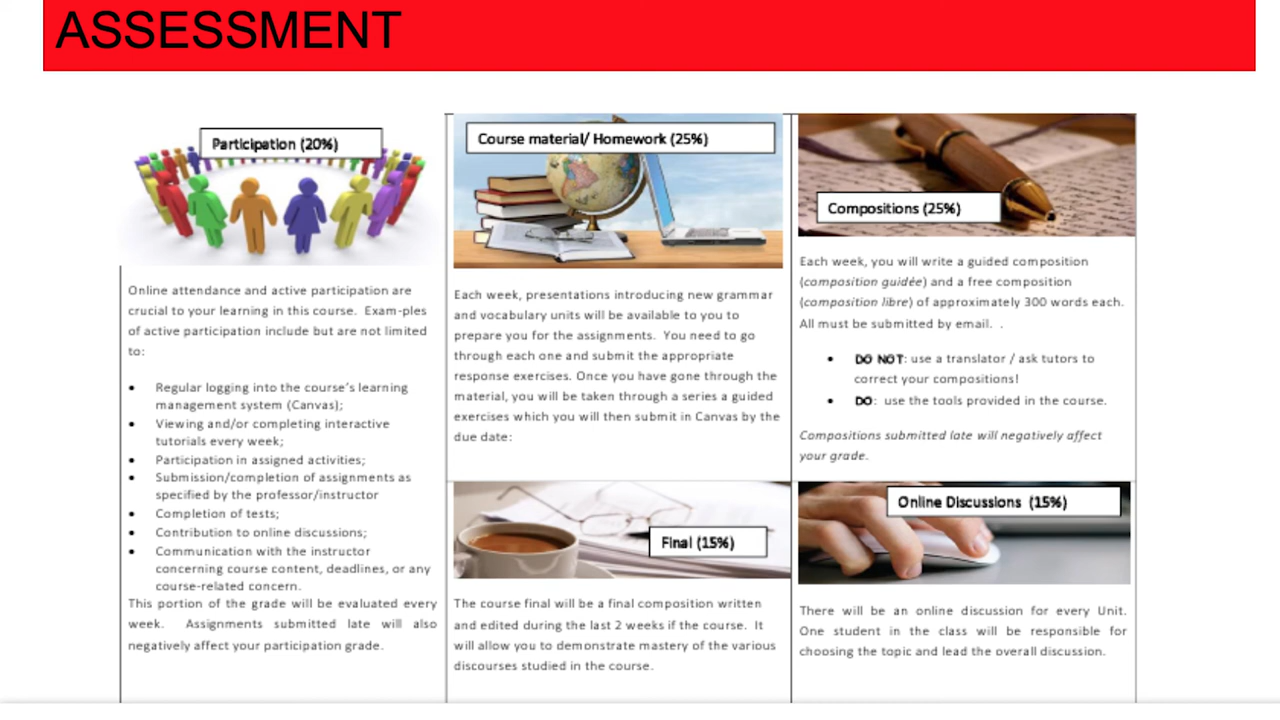 ASSESSMENT
Participation (20%)
Online attendance and active participation are
crucial to your learning in this course. Exam-ples
of active participation include but are not limited
to:
• Regular logging into the course's learning
management system (Canvas);
• Viewing and/or completing interactive
tutorials every week;
• Participation in assigned activities;
• Submission/completion of assignments as
specified by the professor/instructor
• Completion of tests;
• Contribution to online discussions;
• Communication with the instructor
concerning course content, deadlines, or any
course-related concern.
This portion of the grade will be evaluated every
week. Assignments submitted late will also
negatively affect your participation grade.
Course material/ Homework (25%)
Each week, presentations introducing new grammar
and vocabulary units will be available to you to
prepare you for the assignments. You need to go
through each one and submit the appropriate
response exercises. Once you have gone through the
material, you will be taken through a series a guided
exercises which you will then submit in Canvas by the
due date:
Final (15%)
The course final will be a final composition written
and edited during the last 2 weeks if the course. It
will allow you to demonstrate mastery of the various
discourses studied in the course.
Compositions (25%)
Each week, you will write a guided composition
(composition guidée) and a free composition
(composition libre) of approximately 300 words each.
All must be submitted by email. .
• DO NOT: use a translator / ask tutors to
correct your compositions!
• DO: use the tools provided in the course.
Compositions submitted late will negatively affect
your grade.
Online Discussions (15%)
There will be an online discussion for every Unit.
One student in the class will be responsible for
choosing the topic and lead the overall discussion.